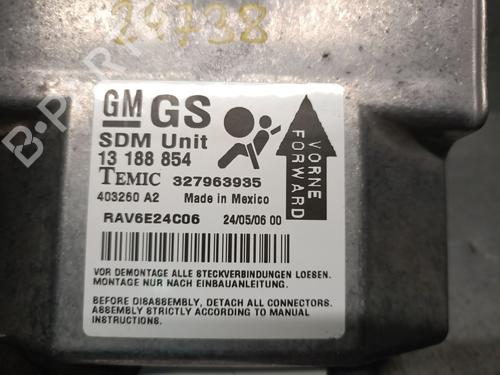 24738
GM GS
SDM Unit
13 188 854
TEMIC 327963935
403260 A2 Made in Mexico
RAV6E24C06 24/05/06 00
VORNE
FORWARD
VOR DEMONTAGE ALLE STECKVERBINDUNGEN LOESEN.
MONTAGE NUR NACH EINBAUANLEITUNG.
BEFORE DISASSEMBLY, DETACH ALL CONNECTORS.
ASSEMBLY STRICTLY ACCORDING TO MANUAL
INSTRUCTIONS.